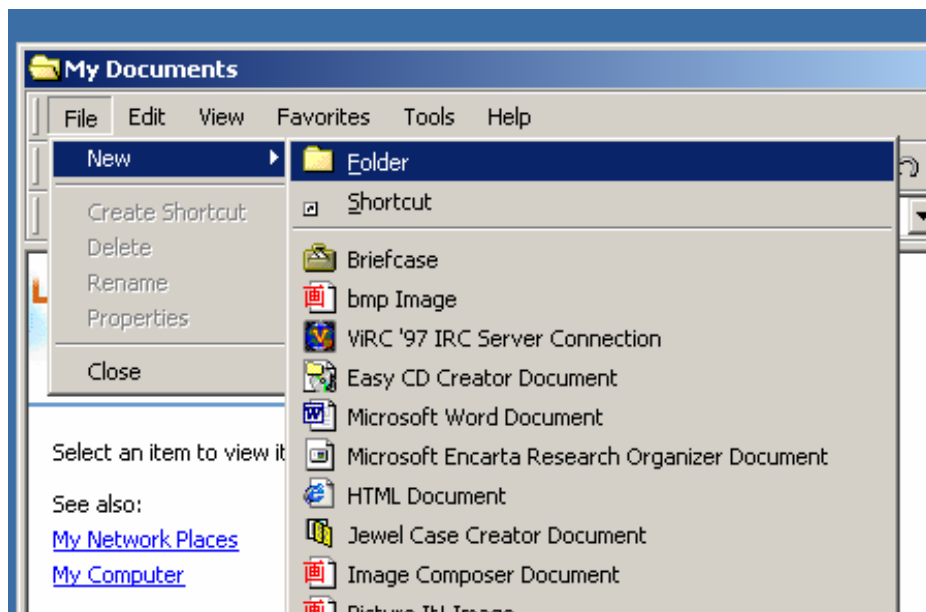 My Documents
File Edit View Favorites Tools Help
New
Create Shortcut
Delete
Rename
Properties
Close
Folder
Shortcut
Briefcase
bmp Image
ViRC '97 IRC Server Connection
Easy CD Creator Document
Microsoft Word Document
Microsoft Encarta Research Organizer Document
HTML Document
Jewel Case Creator Document
Image Composer Document
Picture It! Image
Select an item to view it
See also:
My Network Places
My Computer